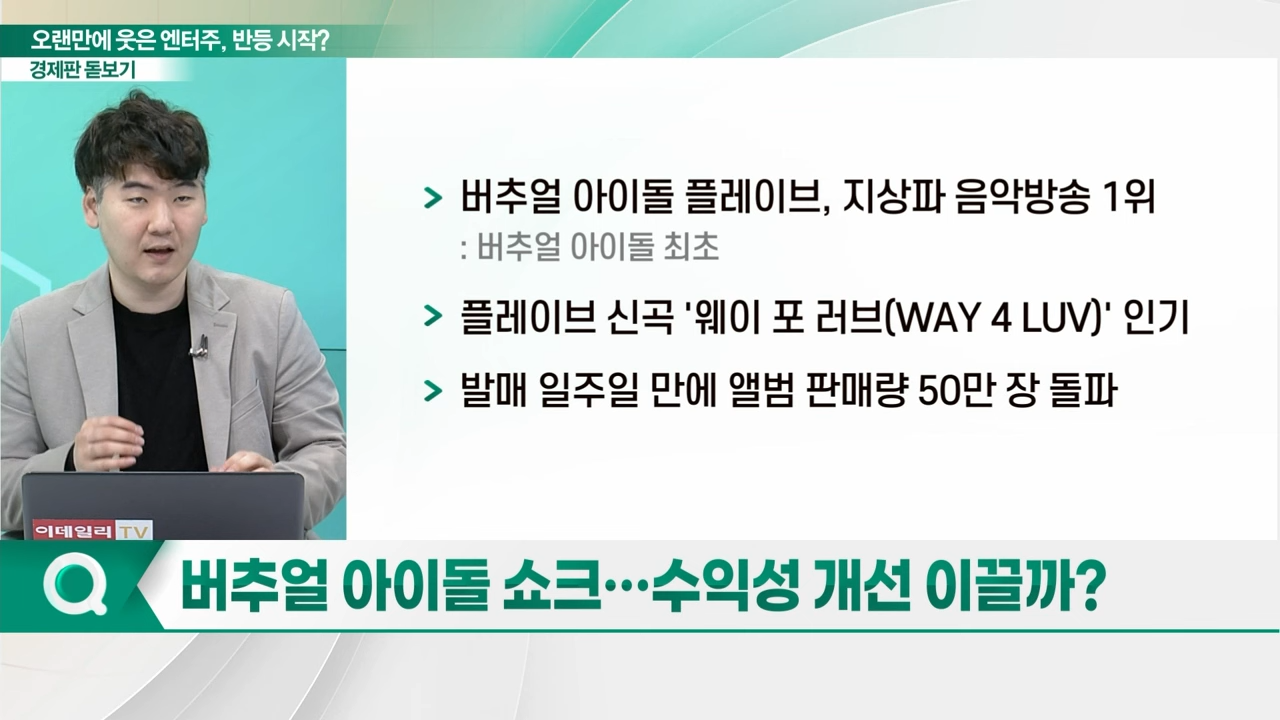 오랜만에 웃은 엔터주, 반등 시작?
경제판 돋보기
> 버추얼 아이돌 플레이브, 지상파 음악방송 1위
: 버추얼 아이돌 최초
> 플레이브 신곡 '웨이 포 러브(WAY 4 LUV)' 인기
> 발매 일주일 만에 앨범 판매량 50만 장 돌파
이데일리 TV
버추얼 아이돌 쇼크…수익성 개선 이끌까?